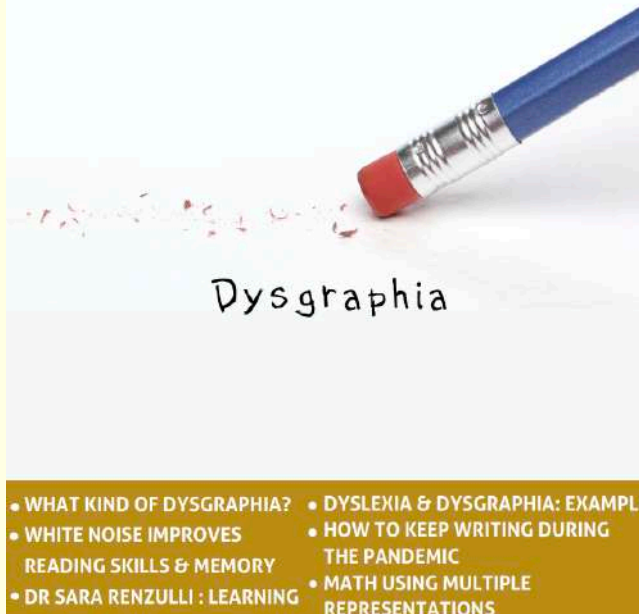 Dysgraphia
• WHAT KIND OF DYSGRAPHIA?
• WHITE NOISE IMPROVES
READING SKILLS & MEMORY
• DR SARA RENZULLI : LEARNING
• DYSLEXIA & DYSGRAPHIA: EXAMPL
• HOW TO KEEP WRITING DURING
THE PANDEMIC
• MATH USING MULTIPLE
REPRESENTATIONS